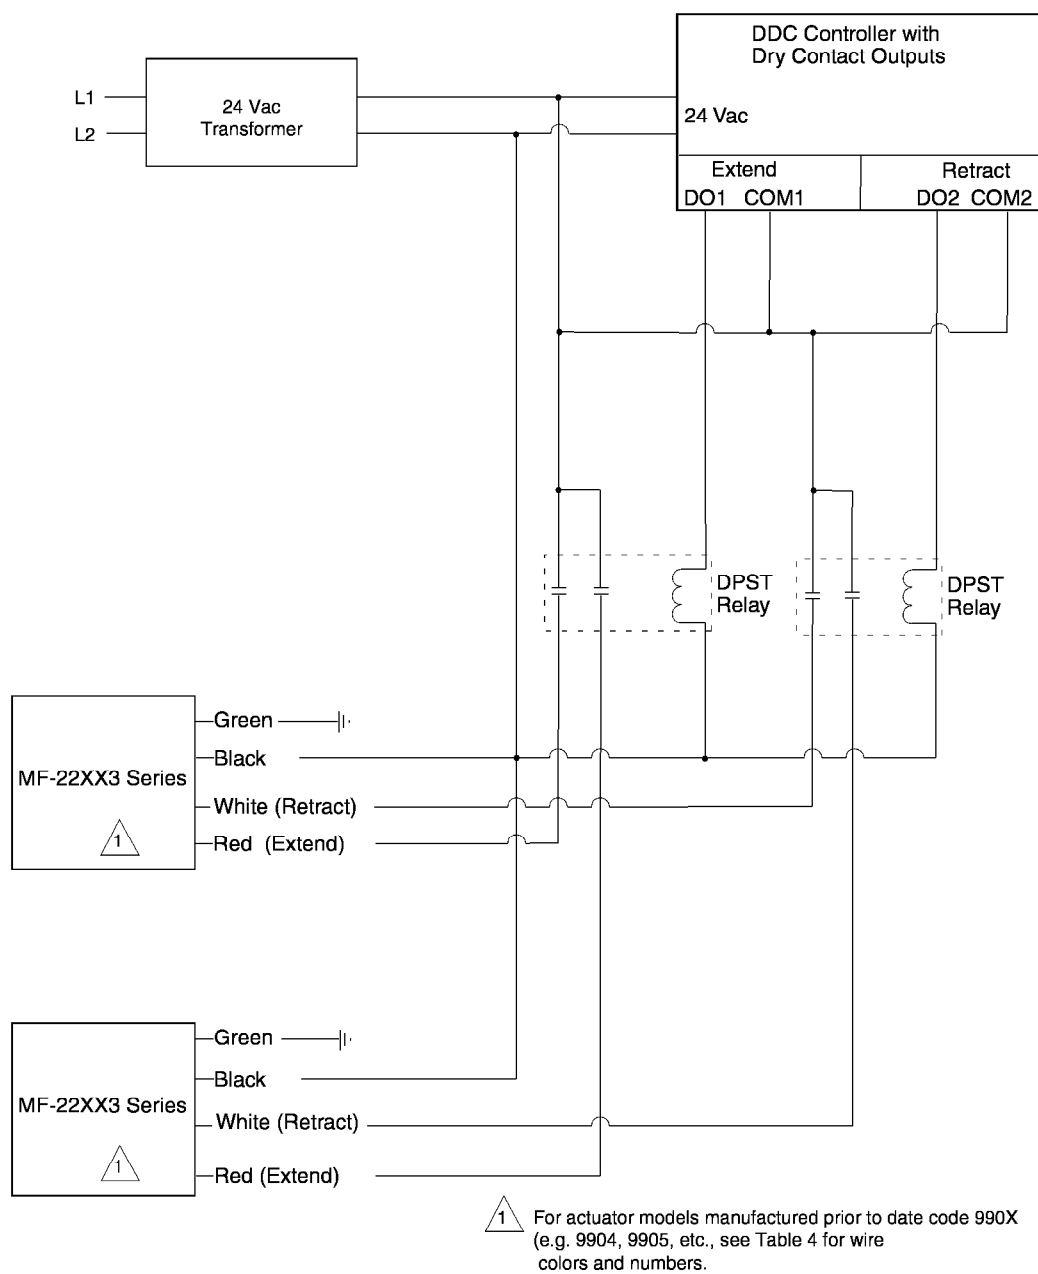 DDC Controller with
Dry Contact Outputs
L1
L2
24 Vac
Transformer
24 Vac
Extend
Retract
DO1 COM1
DO2 COM2
DPST
Relay
DPST
Relay
MF-22XX3 Series
1
Green
Black
White (Retract)
Red (Extend)
MF-22XX3 Series
1
Green
Black
White (Retract)
Red (Extend)
1 For actuator models manufactured prior to date code 990X
(e.g. 9904, 9905, etc., see Table 4 for wire
colors and numbers.